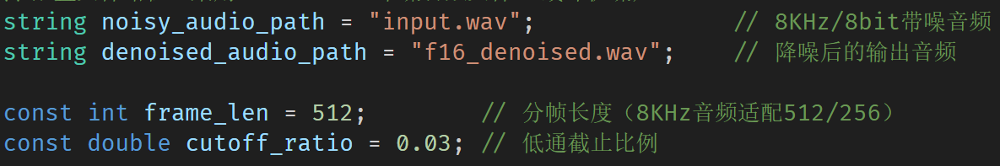 string noisy_audio_path = "input.wav"; // 8KHz/8bit带噪音频
string denoised_audio_path = "f16_denoised.wav"; // 降噪后的输出音频
const int frame_len = 512; // 分帧长度（8KHz音频适配512/256）
const double cutoff_ratio = 0.03; // 低通截止比例